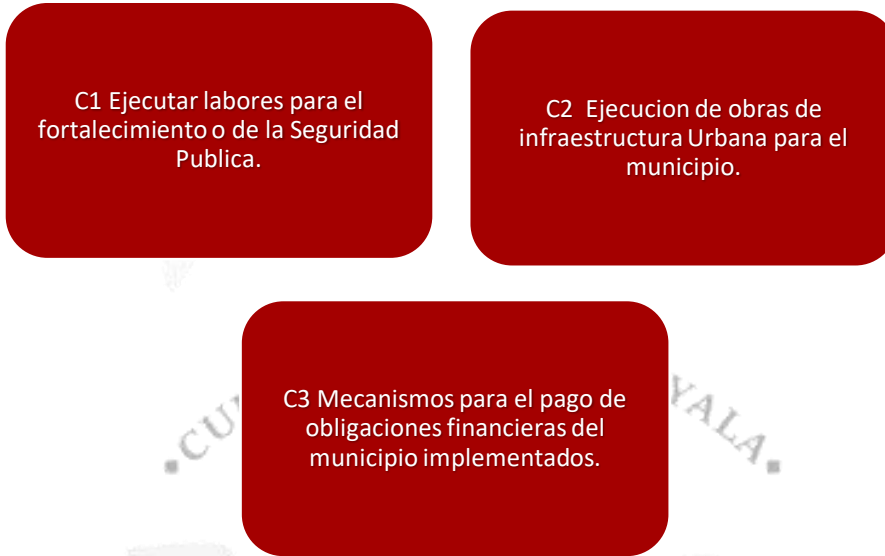 C1 Ejecutar labores para el
fortalecimiento o de la Seguridad
Publica.
C2 Ejecucion de obras de
infraestructura Urbana para el
municipio.
C3 Mecanismos para el pago de
obligaciones financieras del
municipio implementados.